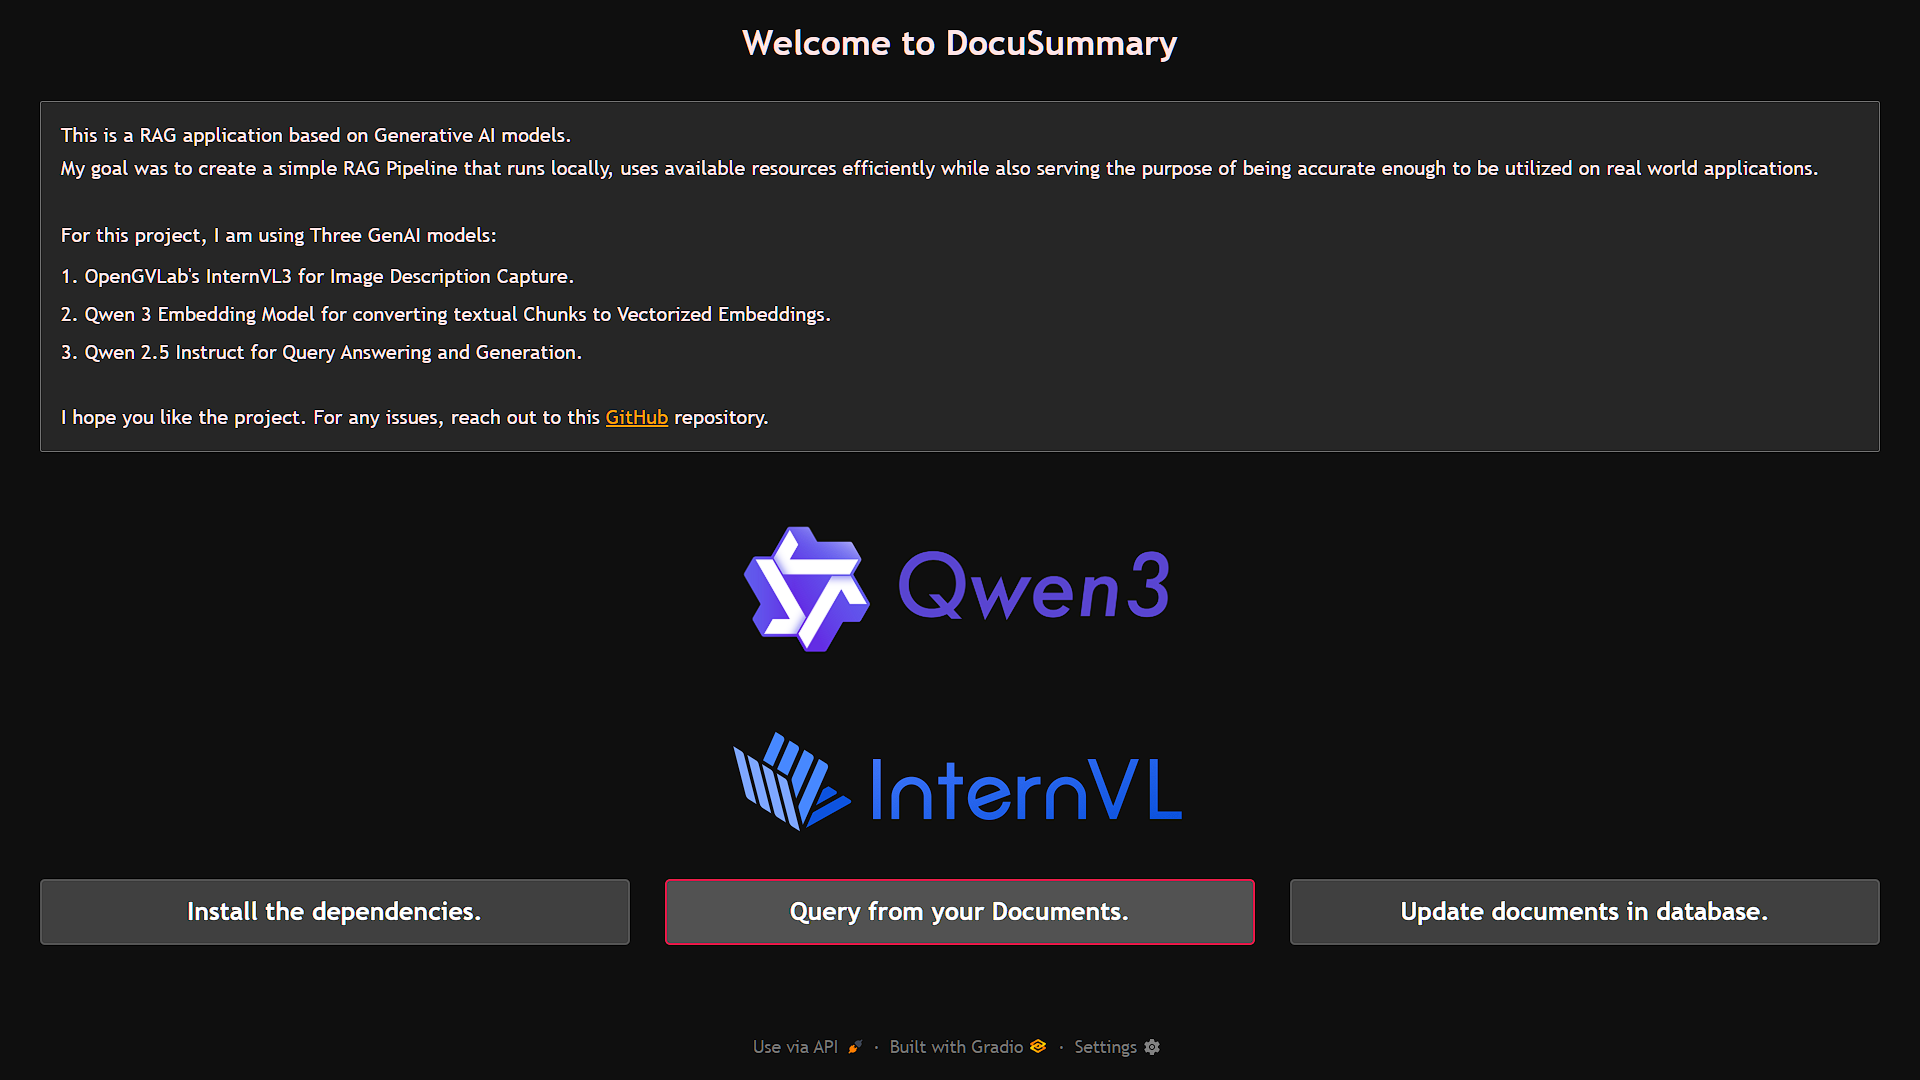 Welcome to DocuSummary
This is a RAG application based on Generative AI models.
My goal was to create a simple RAG Pipeline that runs locally, uses available resources efficiently while also serving the purpose of being accurate enough to be utilized on real world applications.
For this project, I am using Three GenAI models:
1. OpenGVLab's InternVL3 for Image Description Capture.
2. Qwen 3 Embedding Model for converting textual Chunks to Vectorized Embeddings.
3. Qwen 2.5 Instruct for Query Answering and Generation.
I hope you like the project. For any issues, reach out to this GitHub repository.
Qwen3
InternVL
Install the dependencies.
Query from your Documents.
Update documents in database.
Use via API · Built with Gradio · Settings